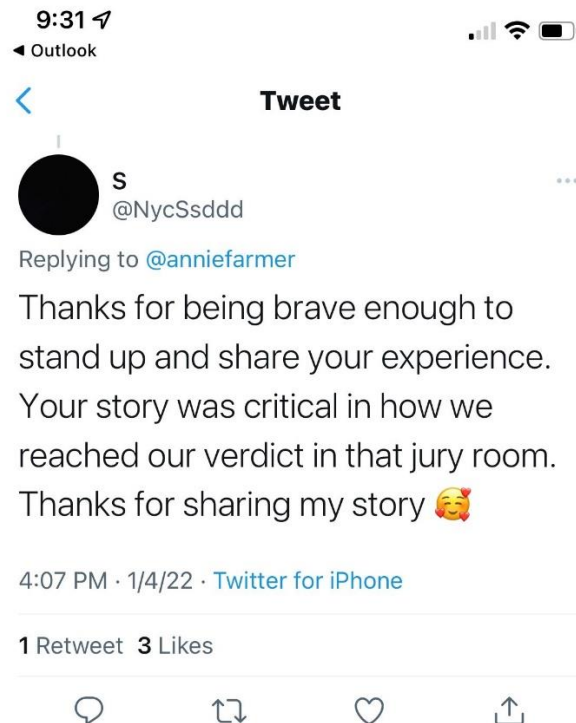 9:31
◀ Outlook
Tweet
S
@NycSsddd
Replying to @anniefarmer
Thanks for being brave enough to
stand up and share your experience.
Your story was critical in how we
reached our verdict in that jury room.
Thanks for sharing my story 🥰
4:07 PM · 1/4/22 · Twitter for iPhone
1 Retweet 3 Likes